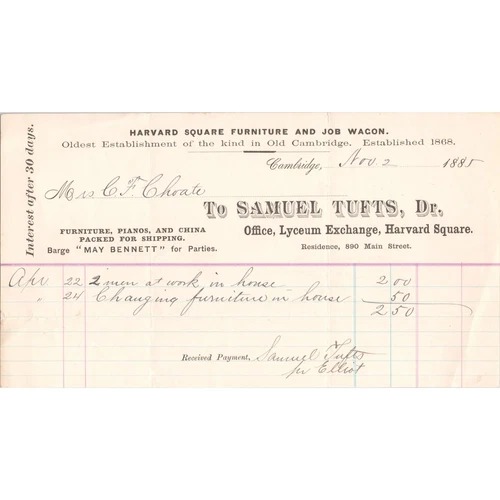 Interest after 30 days.
HARVARD SQUARE FURNITURE AND JOB WAGON.
Oldest Establishment of the kind in Old Cambridge. Established 1868.
Cambridge, Nov 2 1885
Mrs C. F. Choate
To SAMUEL TUFTS, Dr.
FURNITURE, PIANOS, AND CHINA
PACKED FOR SHIPPING.
Barge "MAY BENNETT" for Parties.
Office, Lyceum Exchange, Harvard Square.
Residence, 890 Main Street.
Apr 22 2 men at work in house 2 00
" 24 Changing furniture in house 50
2 50
Received Payment, Samuel Tufts
pr Elliot